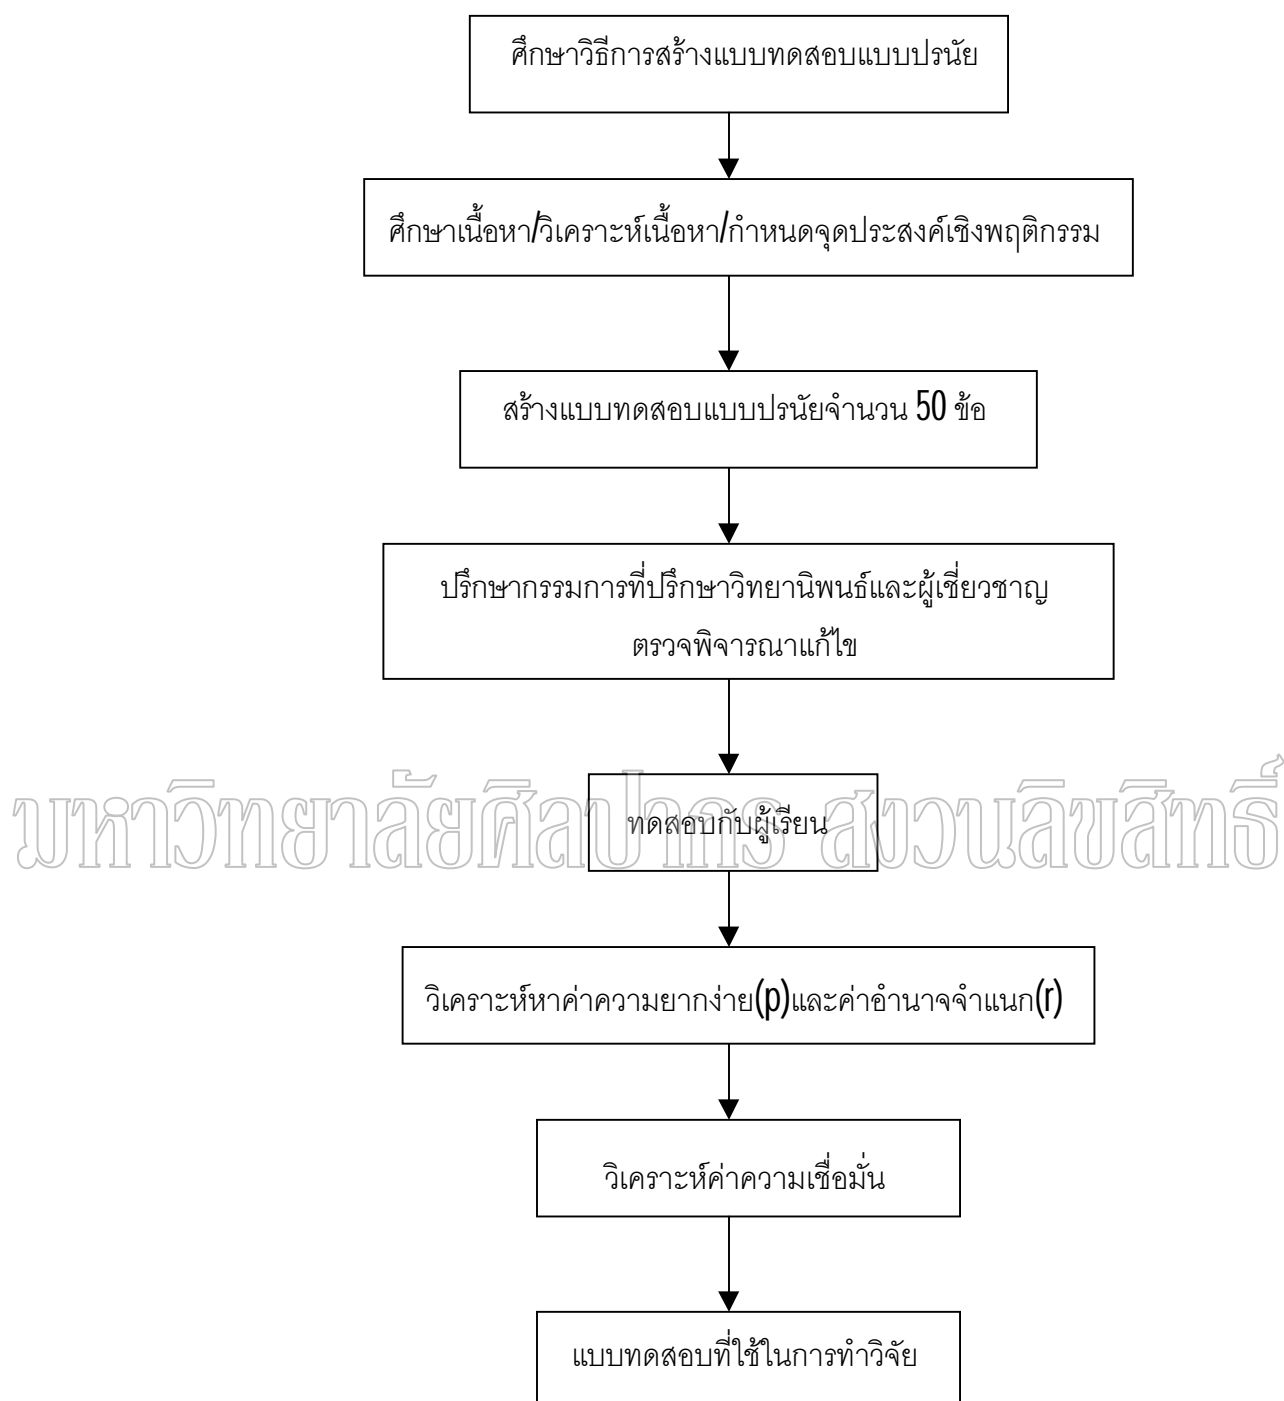 ศึกษาวิธีการสร้างแบบทดสอบแบบปรนัย
ศึกษาเนื้อหา/วิเคราะห์เนื้อหา/กำหนดจุดประสงค์เชิงพฤติกรรม
สร้างแบบทดสอบแบบปรนัยจำนวน 50 ข้อ
ปรึกษากรรมการที่ปรึกษาวิทยานิพนธ์และผู้เชี่ยวชาญ
ตรวจพิจารณาแก้ไข
ทดสอบกับผู้เรียน
มหาวิทยาลัยศิลปากร สงวนลิขสิทธิ์
วิเคราะห์หาค่าความยากง่าย(p)และค่าอำนาจจำแนก(r)
วิเคราะห์ค่าความเชื่อมั่น
แบบทดสอบที่ใช้ในการทำวิจัย